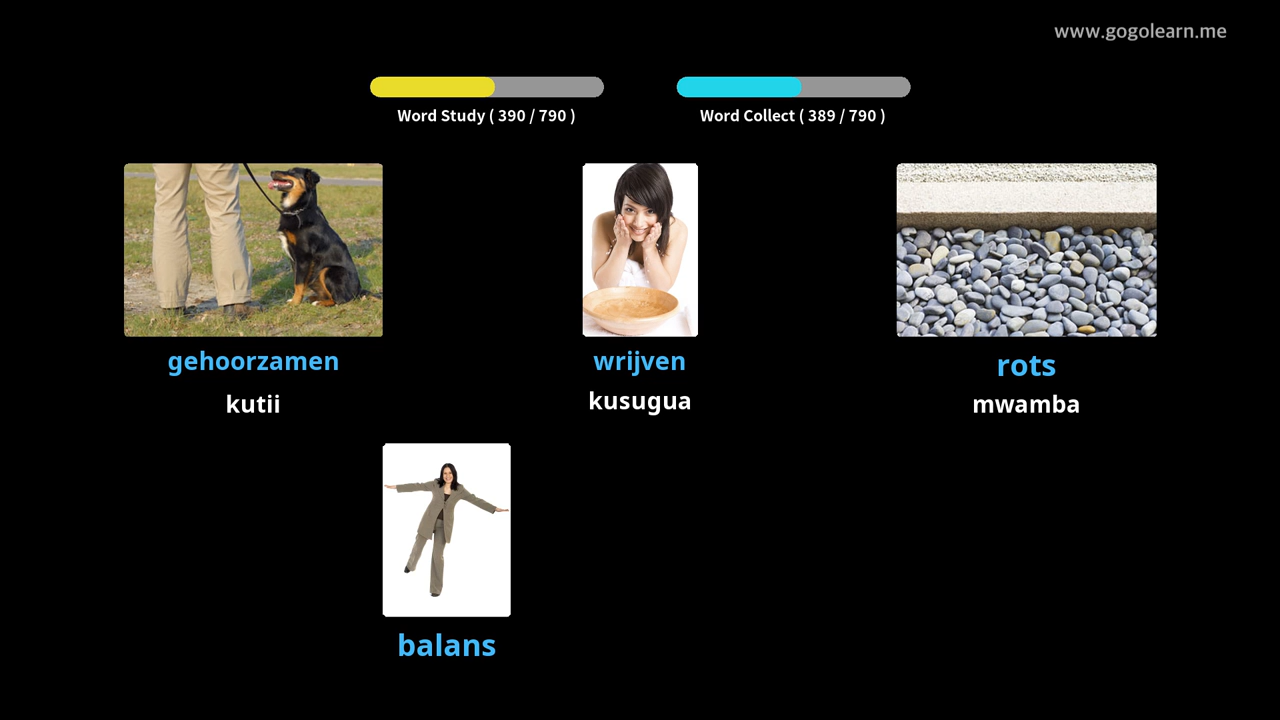 www.gogolearn.me
Word Study ( 390 / 790 )
Word Collect ( 389 / 790 )
gehoorzamen
kutii
wrijven
kusugua
rots
mwamba
balans